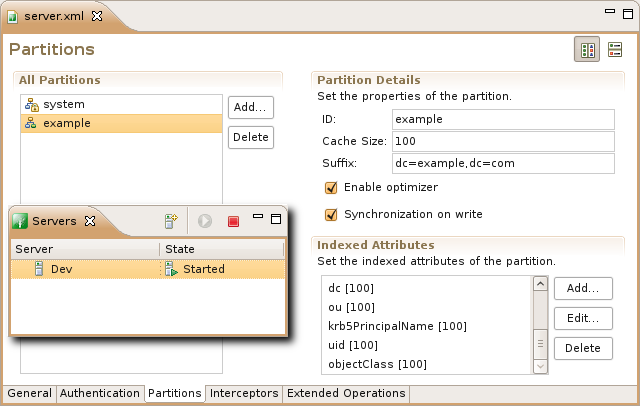 server.xml
Partitions
All Partitions
system
example
Add...
Delete
Partition Details
Set the properties of the partition.
ID: example
Cache Size: 100
Suffix: dc=example,dc=com
Enable optimizer
Synchronization on write
Servers
Server State
Dev Started
Indexed Attributes
Set the indexed attributes of the partition.
dc [100]
ou [100]
krb5PrincipalName [100]
uid [100]
objectClass [100]
Add...
Edit...
Delete
General Authentication Partitions Interceptors Extended Operations